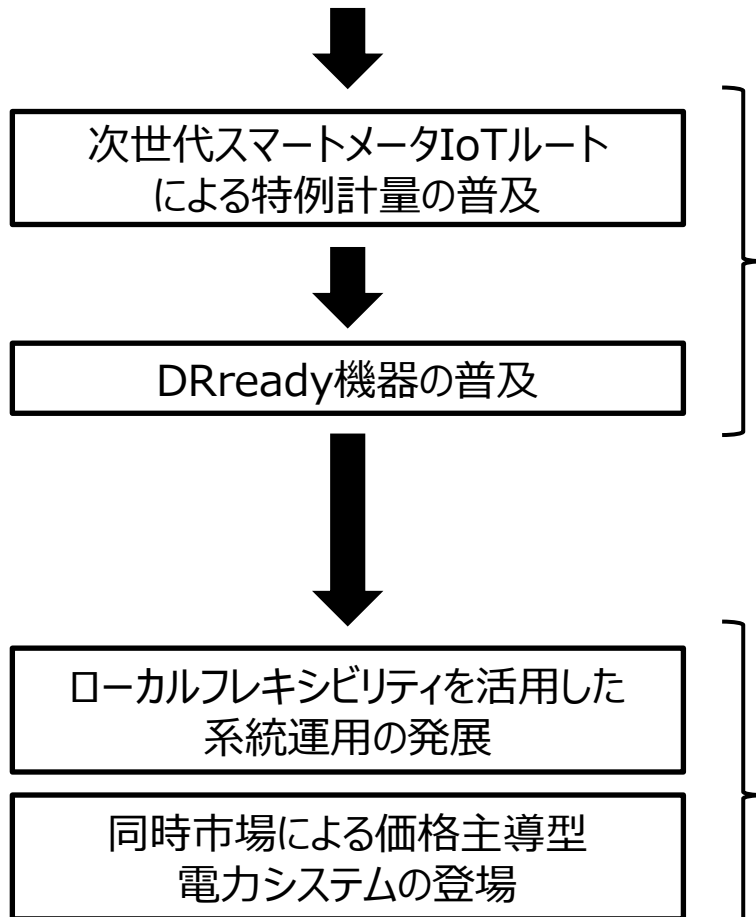 次世代スマートメータIoTルート
による特例計量の普及
DRready機器の普及
ローカルフレキシビリティを活用した
系統運用の発展
同時市場による価格主導型
電力システムの登場